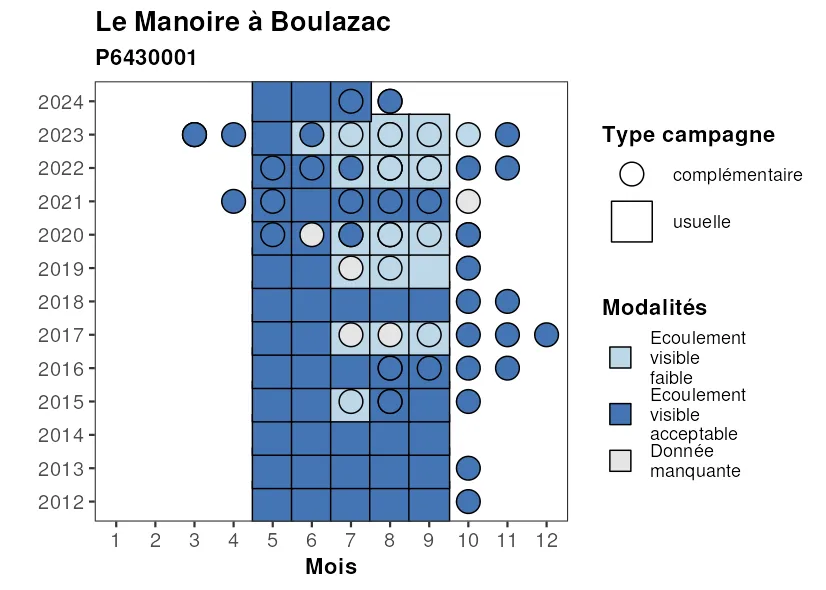 Le Manoire à Boulazac
P6430001
2024
2023
2022
2021
2020
2019
2018
2017
2016
2015
2014
2013
2012
1 2 3 4 5 6 7 8 9 10 11 12
Mois
Type campagne
complémentaire
usuelle
Modalités
Ecoulement
visible
faible
Ecoulement
visible
acceptable
Donnée
manquante